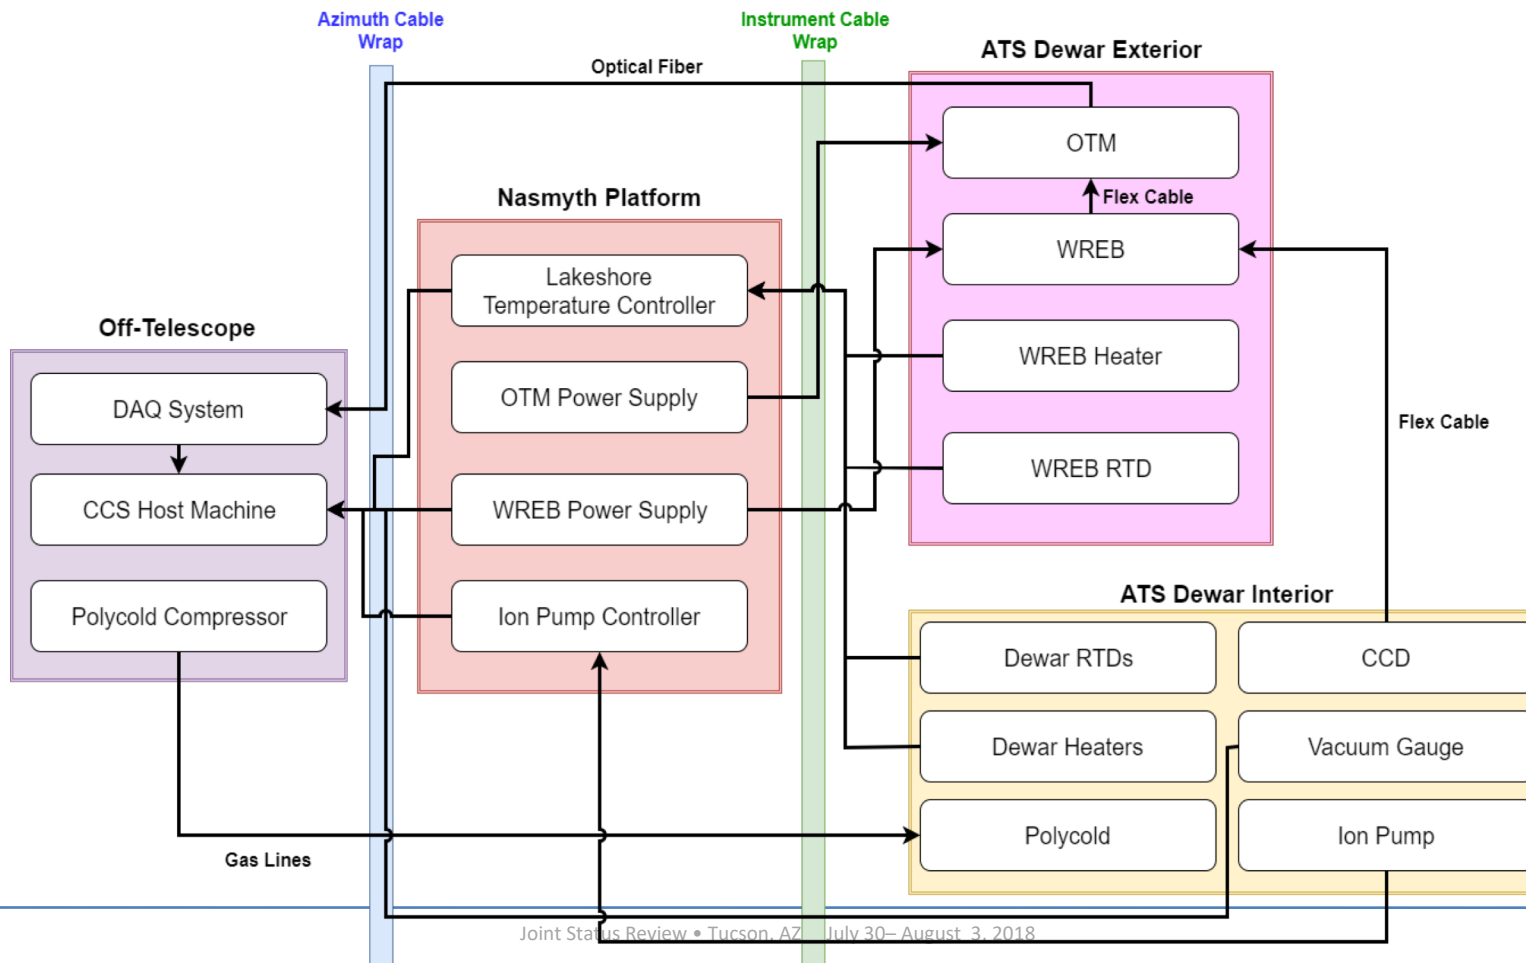 Azimuth Cable
Wrap
Instrument Cable
Wrap
Optical Fiber
ATS Dewar Exterior
OTM
Flex Cable
WREB
WREB Heater
WREB RTD
Nasmyth Platform
Lakeshore
Temperature Controller
OTM Power Supply
WREB Power Supply
Ion Pump Controller
Off-Telescope
DAQ System
CCS Host Machine
Polycold Compressor
Gas Lines
Flex Cable
ATS Dewar Interior
Dewar RTDs
CCD
Dewar Heaters
Vacuum Gauge
Polycold
Ion Pump
Joint Status Review • Tucson, AZ July 30– August 3, 2018